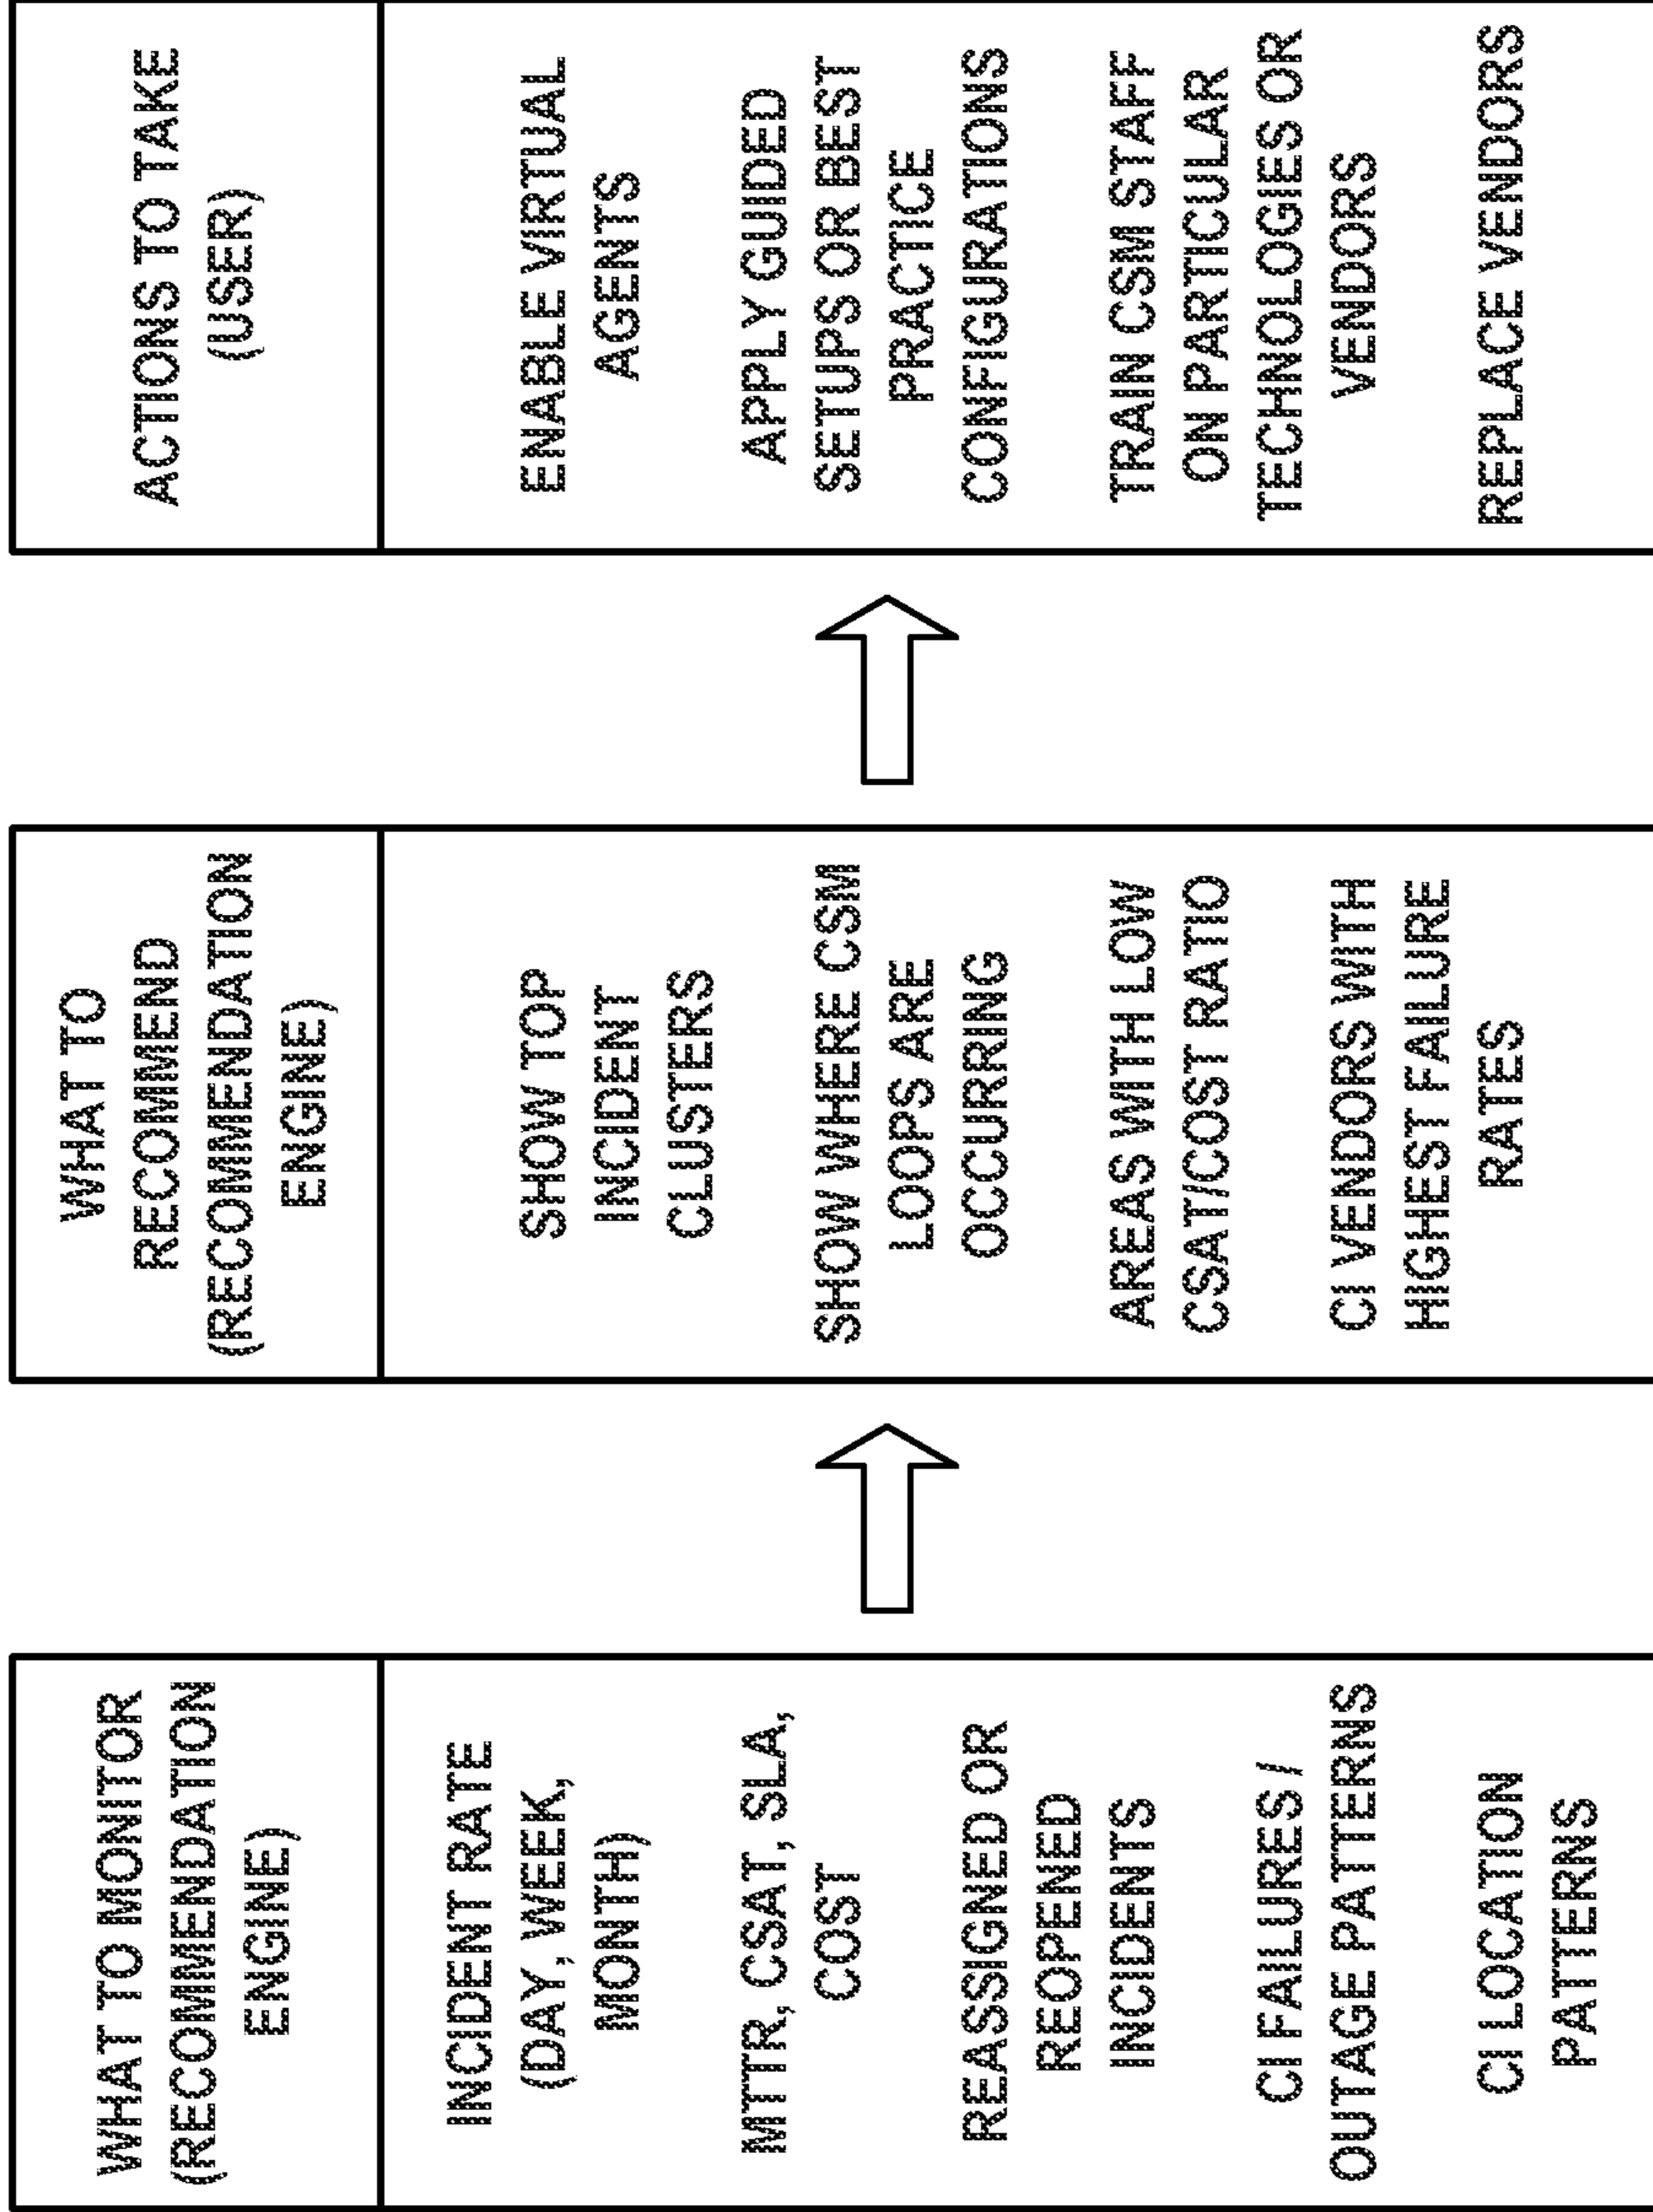 WHAT TO MONITOR
(RECOMMENDATION
ENGINE)
INCIDENT RATE
(DAY, WEEK,
MONTH)
MTTR, CSAT, SLA,
COST
REASSIGNED OR
REOPENED
INCIDENTS
CI FAILURES /
OUTAGE PATTERNS
CI LOCATION
PATTERNS
WHAT TO
RECOMMEND
(RECOMMENDATION
ENGINE)
SHOW TOP
INCIDENT
CLUSTERS
SHOW WHERE CSM
LOOPS ARE
OCCURING
AREAS WITH LOW
CSAT/COST RATIO
CI VENDORS WITH
HIGHEST FAILURE
RATES
ACTIONS TO TAKE
(USER)
ENABLE VIRTUAL
AGENTS
APPLY GUIDED
SETUPS OR BEST
PRACTICE
CONFIGURATIONS
TRAIN CSM STAFF
ON PARTICULAR
TECHNOLOGIES OR
VENDORS
REPLACE VENDORS